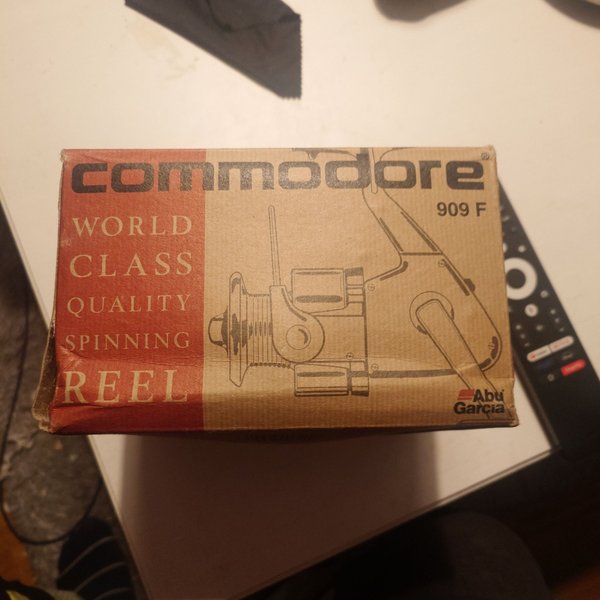 commodore®
909 F
WORLD
CLASS
QUALITY
SPINNING
REEL
Abu
Garcia